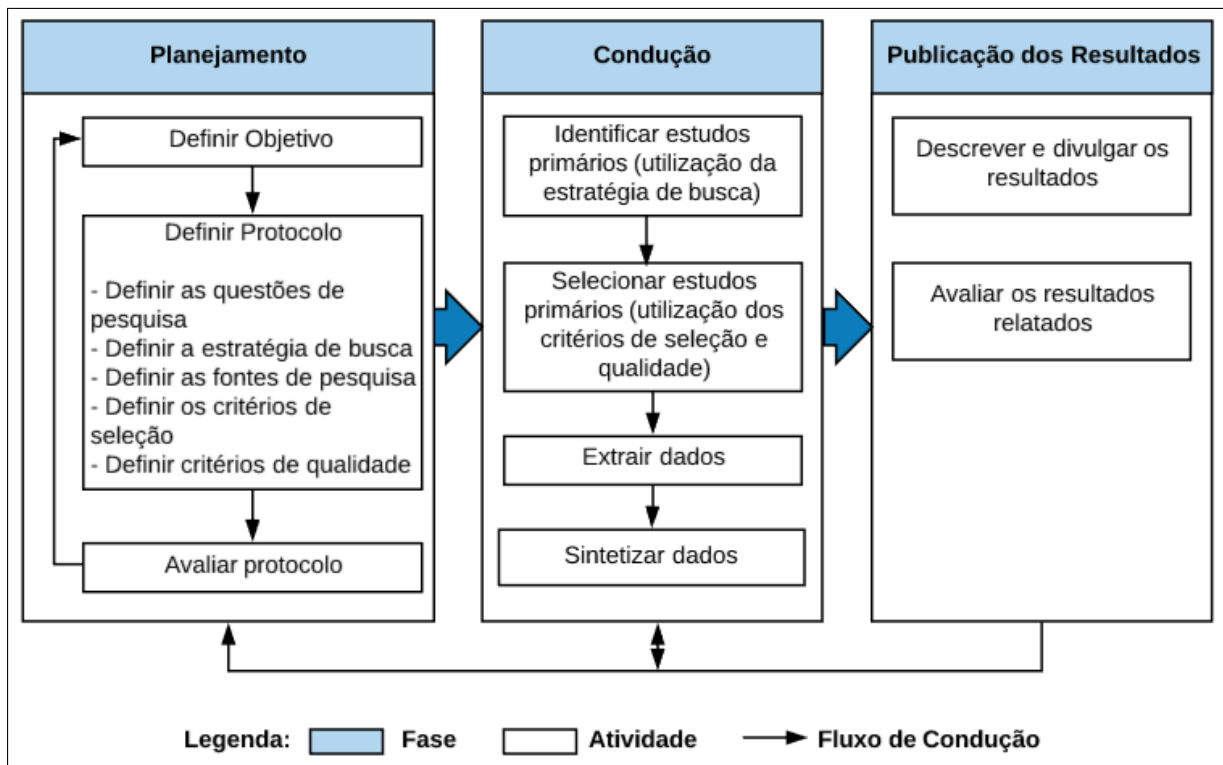 Planejamento
Definir Objetivo
Definir Protocolo
- Definir as questões de
pesquisa
- Definir a estratégia de busca
- Definir as fontes de pesquisa
- Definir os critérios de
seleção
- Definir critérios de qualidade
Avaliar protocolo
Condução
Identificar estudos
primários (utilização da
estratégia de busca)
Selecionar estudos
primários (utilização dos
critérios de seleção e
qualidade)
Extrair dados
Sintetizar dados
Publicação dos Resultados
Descrever e divulgar os
resultados
Avaliar os resultados
relatados
Legenda: Fase Atividade Fluxo de Condução